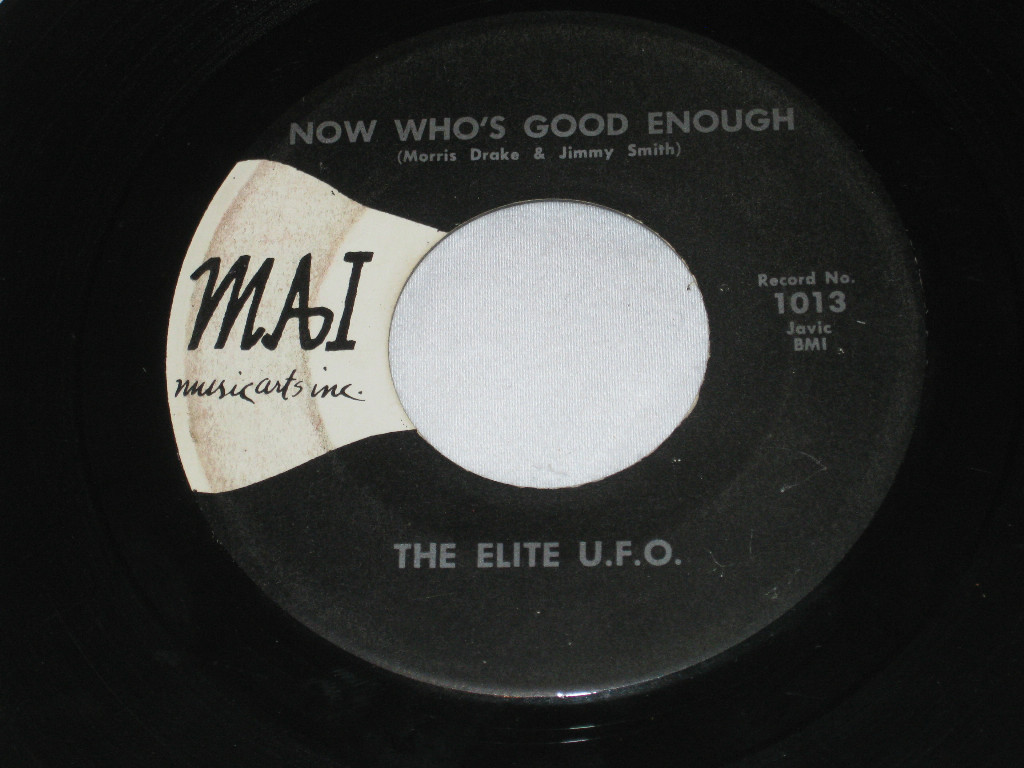 NOW WHO'S GOOD ENOUGH
(Morris Drake & Jimmy Smith)
MAI
music arts inc.
Record No.
1013
Javic
BMI
THE ELITE U.F.O.